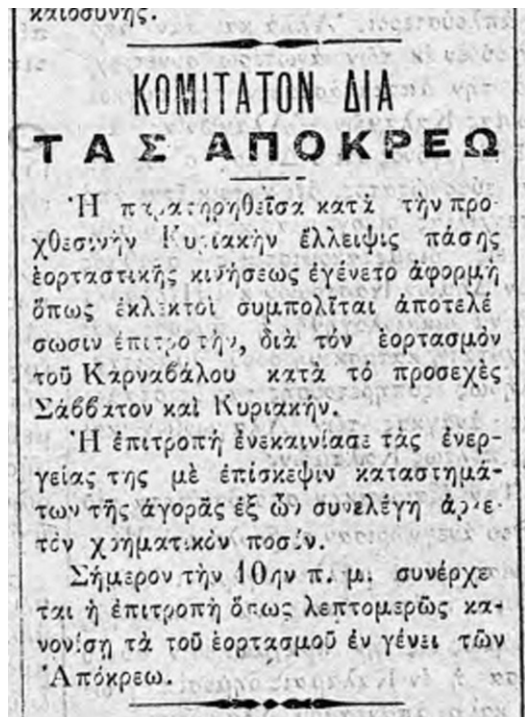 καιοσύνης.
ΚΟΜΙΤΑΤΟΝ ΔΙΑ
ΤΑΣ ΑΠΟΚΡΕΩ
Ἡ παρατηρηθεῖσα κατὰ τὴν προ-
χθεσινὴν Κυριακὴν ἔλλειψις πάσης
ἑορταστικῆς κινήσεως ἐγένετο ἀφορμὴ
ὅπως ἐκλεκτοὶ συμπολῖται ἀποτελέ
σωσιν ἐπιτροπὴν, διὰ τὸν ἑορτασμὸν
τοῦ Καρναβάλου κατὰ τὸ προσεχὲς
Σάββατον καὶ Κυριακήν.
Ἡ ἐπιτροπὴ ἐνεκαινίασε τὰς ἐνερ-
γείας της μὲ ἐπίσκεψιν καταστημά-
των τῆς ἀγορᾶς ἐξ ὧν συνελέγη ἀρκε-
τὸν χρηματικὸν ποσόν.
Σήμερον τὴν 10ην π. μ. συνέρχε
ται ἡ ἐπιτροπὴ ὅπως λεπτομερῶς κα-
νονίσῃ τὰ τοῦ ἑορτασμοῦ ἐν γένει τῶν
Ἀπόκρεω.